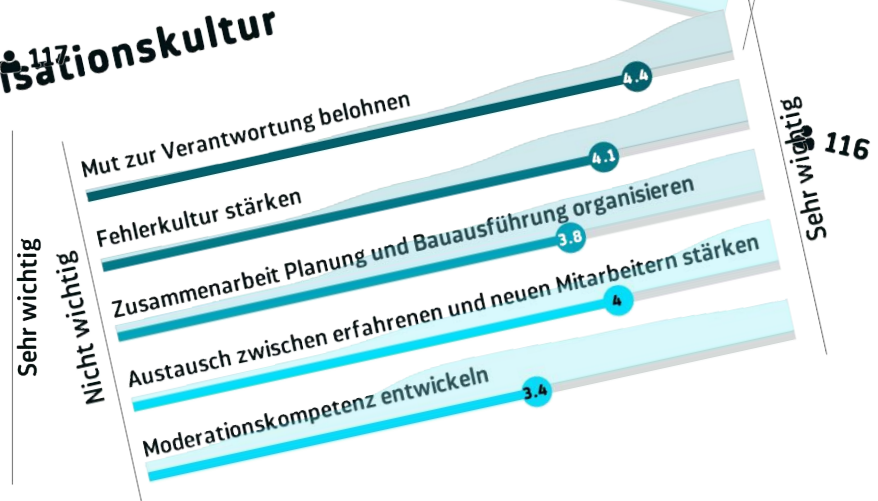 117
isationskultur
Mut zur Verantwortung belohnen
4.4
Fehlerkultur stärken
4.1
Zusammenarbeit Planung und Bauausführung organisieren
3.8
Austausch zwischen erfahrenen und neuen Mitarbeitern stärken
4
Moderationskompetenz entwickeln
3.4
Sehr wichtig
Nicht wichtig
Sehr wichtig
116